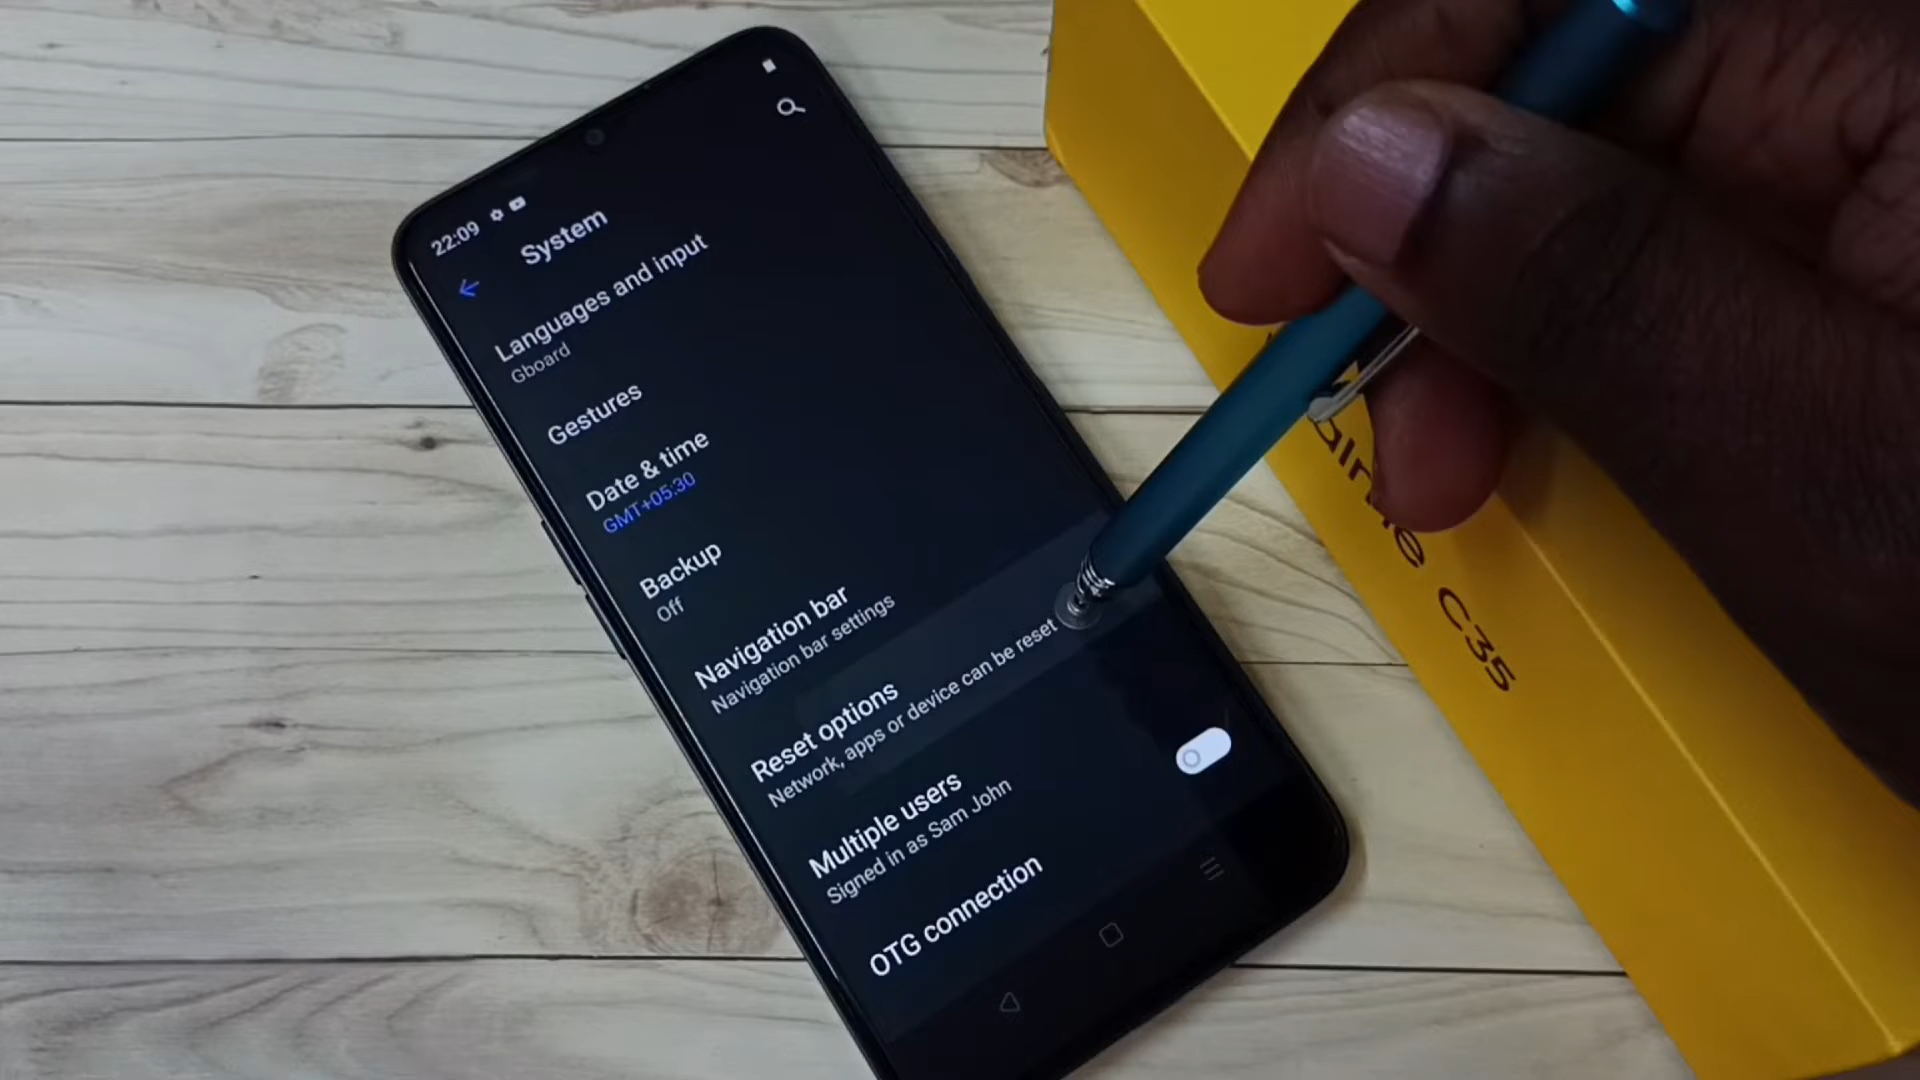 22:09
System
Languages and input
Gboard
Gestures
Date & time
GMT+05:30
Backup
Off
Navigation bar
Navigation bar settings
Reset options
Network, apps or device can be reset
Multiple users
Signed in as Sam John
OTG connection
C35